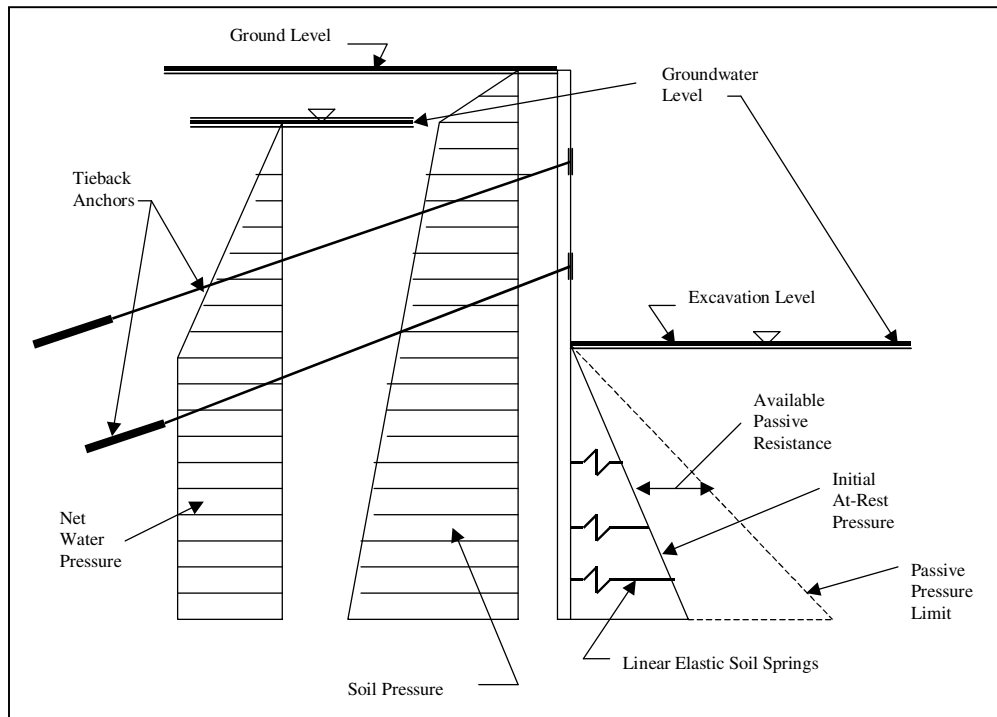 Ground Level
Groundwater
Level
Tieback
Anchors
Excavation Level
Available
Passive
Resistance
Initial
At-Rest
Pressure
Net
Water
Pressure
Passive
Pressure
Limit
Linear Elastic Soil Springs
Soil Pressure